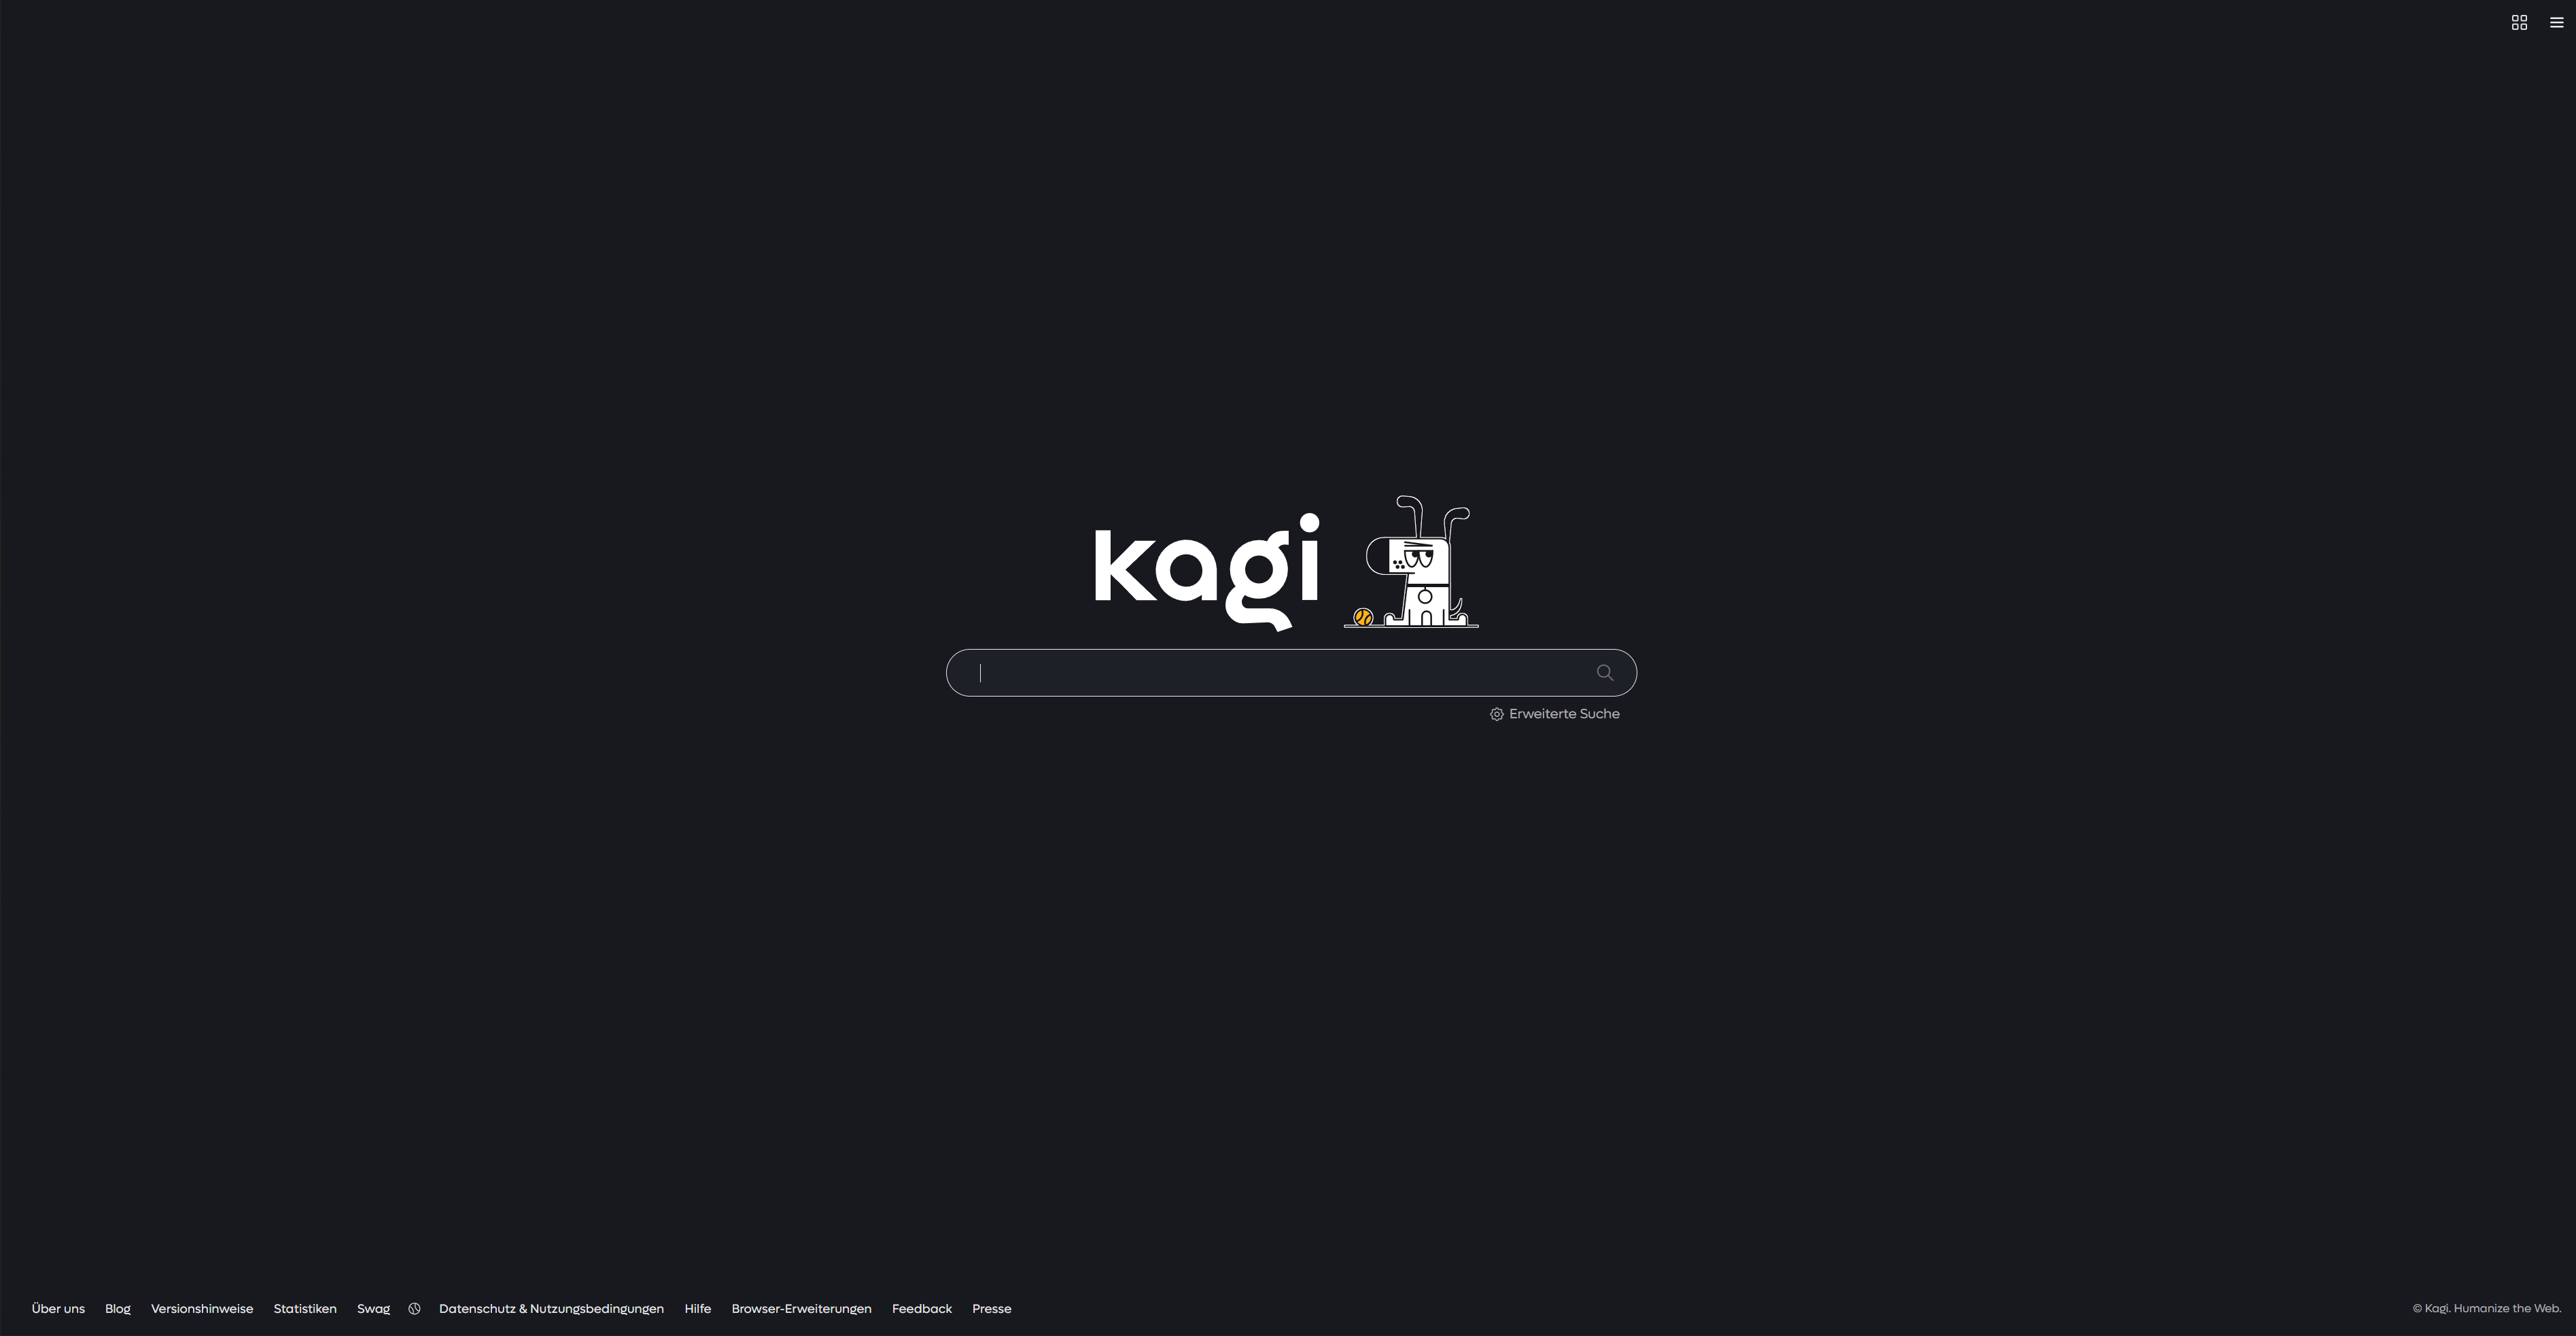 kagi
Erweiterte Suche
Über uns Blog Versionshinweise Statistiken Swag Datenschutz & Nutzungsbedingungen Hilfe Browser-Erweiterungen Feedback Presse
© Kagi. Humanize the Web.